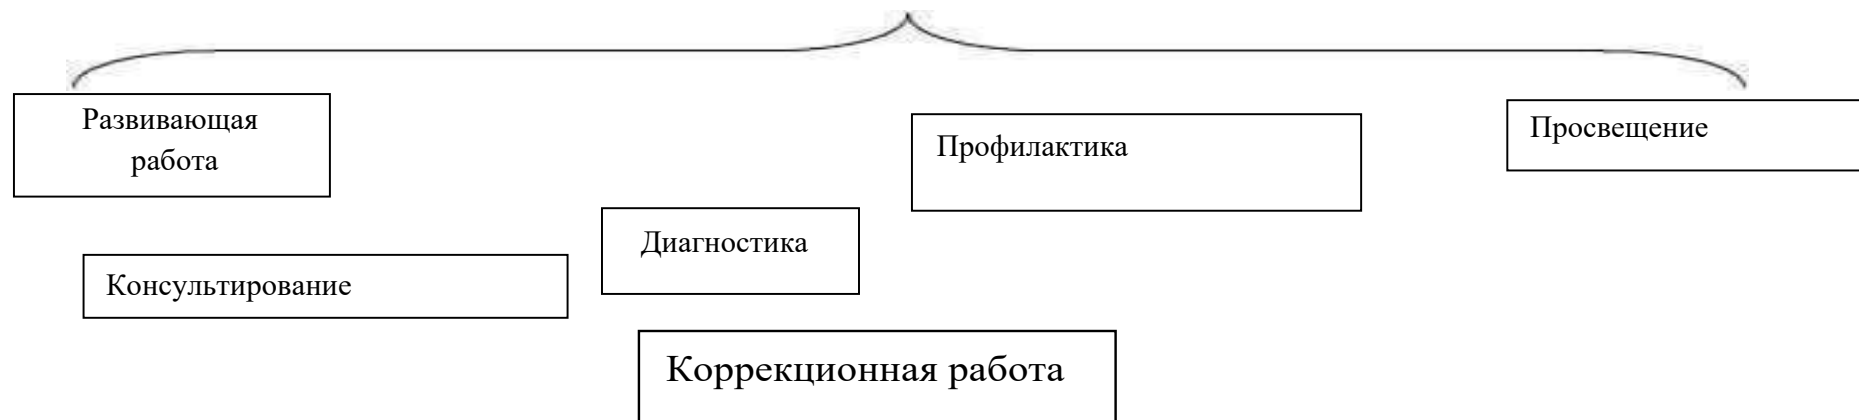 Развивающая
работа
Профилактика
Просвещение
Диагностика
Консультирование
Коррекционная работа